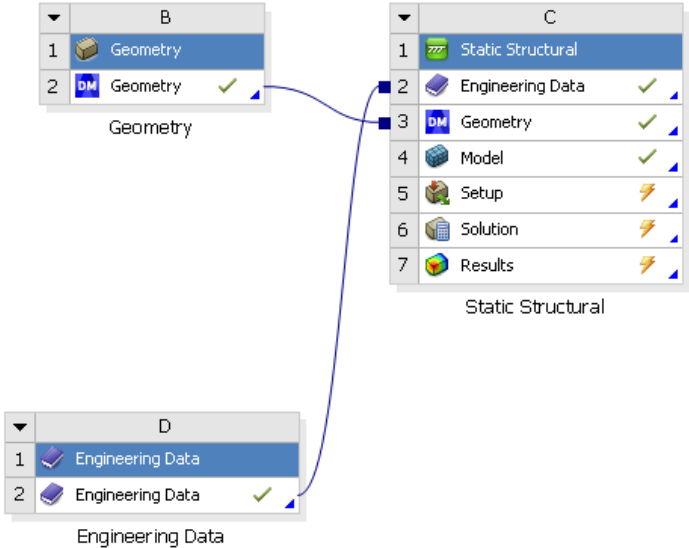 B
1 Geometry
2 DM Geometry
Geometry
C
1 Static Structural
2 Engineering Data
3 DM Geometry
4 Model
5 Setup
6 Solution
7 Results
Static Structural
D
1 Engineering Data
2 Engineering Data
Engineering Data